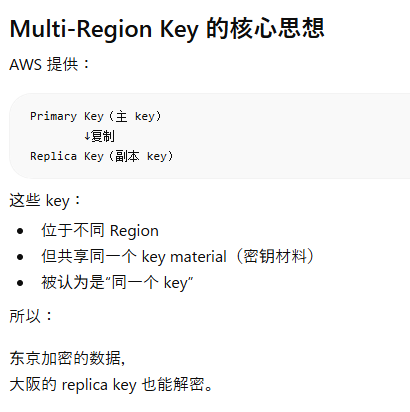 Multi-Region Key 的核心思想
AWS 提供：
Primary Key（主 key）
↓复制
Replica Key（副本 key）
这些 key：
• 位于不同 Region
• 但共享同一个 key material（密钥材料）
• 被认为是“同一个 key”
所以：
东京加密的数据，
大阪的 replica key 也能解密。